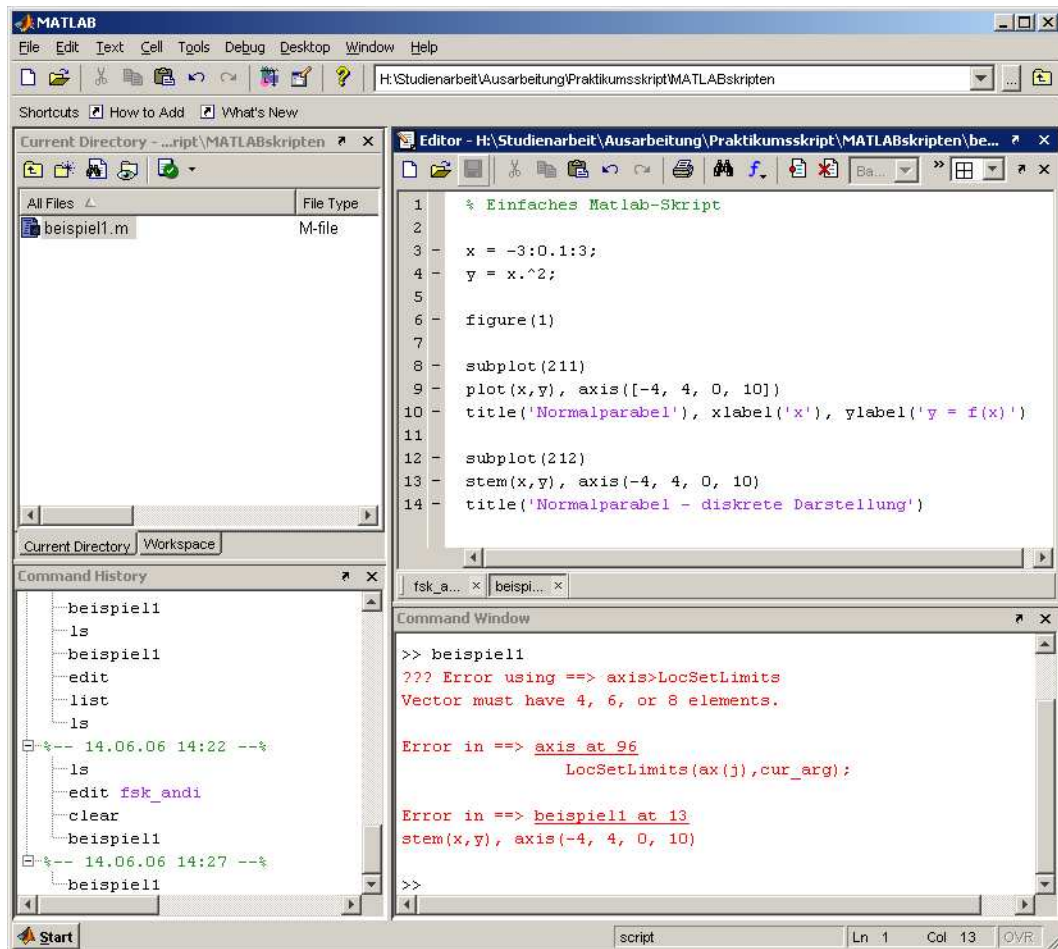 MATLAB
File Edit Text Cell Tools Debug Desktop Window Help
H:\Studienarbeit\Ausarbeitung\Praktikumsskript\MATLABskripten
...
Shortcuts How to Add What's New
Current Directory - ...ript\MATLABskripten
All Files File Type
beispiel1.m M-file
Current Directory Workspace
Editor - H:\Studienarbeit\Ausarbeitung\Praktikumsskript\MATLABskripten\be...
Ba...
1 % Einfaches Matlab-Skript
2
3 - x = -3:0.1:3;
4 - y = x.^2;
5
6 - figure(1)
7
8 - subplot(211)
9 - plot(x,y), axis([-4, 4, 0, 10])
10 - title('Normalparabel'), xlabel('x'), ylabel('y = f(x)')
11
12 - subplot(212)
13 - stem(x,y), axis(-4, 4, 0, 10)
14 - title('Normalparabel - diskrete Darstellung')
fsk_a... beispi...
Command History
beispiel1
ls
beispiel1
edit
list
ls
%-- 14.06.06 14:22 --%
ls
edit fsk_andi
clear
beispiel1
%-- 14.06.06 14:27 --%
beispiel1
Command Window
>> beispiel1
??? Error using ==> axis>LocSetLimits
Vector must have 4, 6, or 8 elements.
Error in ==> axis at 96
LocSetLimits(ax(j),cur_arg);
Error in ==> beispiel1 at 13
stem(x,y), axis(-4, 4, 0, 10)
>>
Start script Ln 1 Col 13 OVR